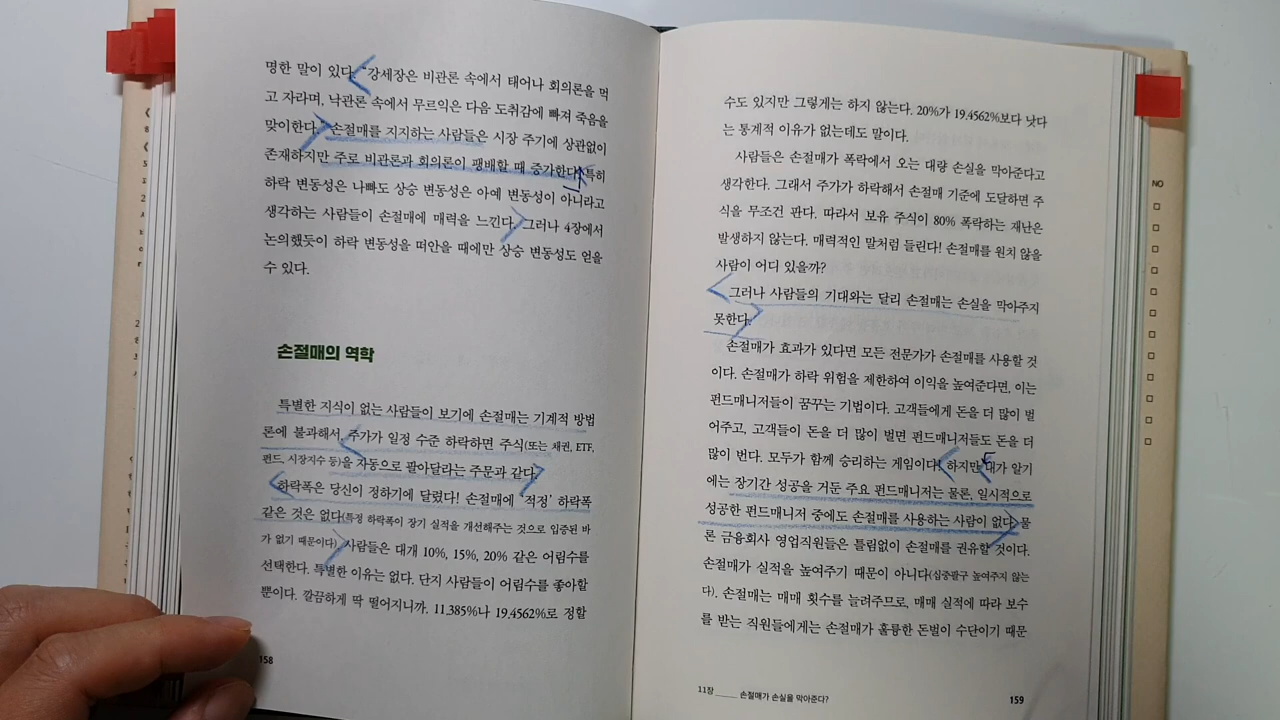 명한 말이 있다. “강세장은 비관론 속에서 태어나 회의론을 먹
고 자라며, 낙관론 속에서 무르익은 다음 도취감에 빠져 죽음을
맞이한다.” 손절매를 지지하는 사람들은 시장 주기에 상관없이
존재하지만 주로 비관론과 회의론이 팽배할 때 증가한다. 특히
하락 변동성은 나빠도 상승 변동성은 아예 변동성이 아니라고
생각하는 사람들이 손절매에 매력을 느낀다. 그러나 4장에서
논의했듯이 하락 변동성을 떠안을 때에만 상승 변동성도 얻을
수 있다.
손절매의 역학
특별한 지식이 없는 사람들이 보기에 손절매는 기계적 방법
론에 불과해서, 주가가 일정 수준 하락하면 주식(또는 채권, ETF,
펀드, 시장지수 등)을 자동으로 팔아달라는 주문과 같다.
하락폭은 당신이 정하기에 달렸다! 손절매에 ‘적정’ 하락폭
같은 것은 없다(특정 하락폭이 장기 실적을 개선해주는 것으로 입증된 바
가 없기 때문이다). 사람들은 대개 10%, 15%, 20% 같은 어림수를
선택한다. 특별한 이유는 없다. 단지 사람들이 어림수를 좋아할
뿐이다. 깔끔하게 딱 떨어지니까. 11.385%나 19.4562%로 정할
158
수도 있지만 그렇게는 하지 않는다. 20%가 19.4562%보다 낫다
는 통계적 이유가 없는데도 말이다.
사람들은 손절매가 폭락에서 오는 대량 손실을 막아준다고
생각한다. 그래서 주가가 하락해서 손절매 기준에 도달하면 주
식을 무조건 판다. 따라서 보유 주식이 80% 폭락하는 재난은
발생하지 않는다. 매력적인 말처럼 들린다! 손절매를 원치 않을
사람이 어디 있을까?
그러나 사람들의 기대와는 달리 손절매는 손실을 막아주지
못한다.
손절매가 효과가 있다면 모든 전문가가 손절매를 사용할 것
이다. 손절매가 하락 위험을 제한하여 이익을 높여준다면, 이는
펀드매니저들이 꿈꾸는 기법이다. 고객들에게 돈을 더 많이 벌
어주고, 고객들이 돈을 더 많이 벌면 펀드매니저들도 돈을 더
많이 번다. 모두가 함께 승리하는 게임이다! 하지만 내가 알기
에는 장기간 성공을 거둔 주요 펀드매니저는 물론, 일시적으로
성공한 펀드매니저 중에도 손절매를 사용하는 사람이 없다. 물
론 금융회사 영업직원들은 틀림없이 손절매를 권유할 것이다.
손절매가 실적을 높여주기 때문이 아니다(십중팔구 높여주지 않는
다). 손절매는 매매 횟수를 늘려주므로, 매매 실적에 따라 보수
를 받는 직원들에게는 손절매가 훌륭한 돈벌이 수단이기 때문
11장 손절매가 손실을 막아준다?
159
NO